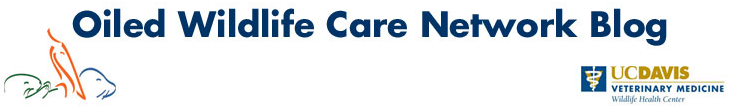 Oiled Wildlife Care Network Blog
UCDAVIS
VETERINARY MEDICINE
Wildlife Health Center